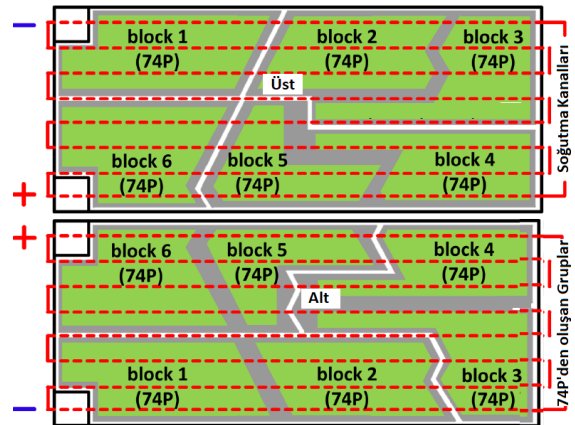 −
block 1
(74P)
block 2
(74P)
block 3
(74P)
Üst
block 6
(74P)
block 5
(74P)
block 4
(74P)
+
Soğutma Kanalları
+
block 6
(74P)
block 5
(74P)
block 4
(74P)
Alt
block 1
(74P)
block 2
(74P)
block 3
(74P)
−
74P'den oluşan Gruplar